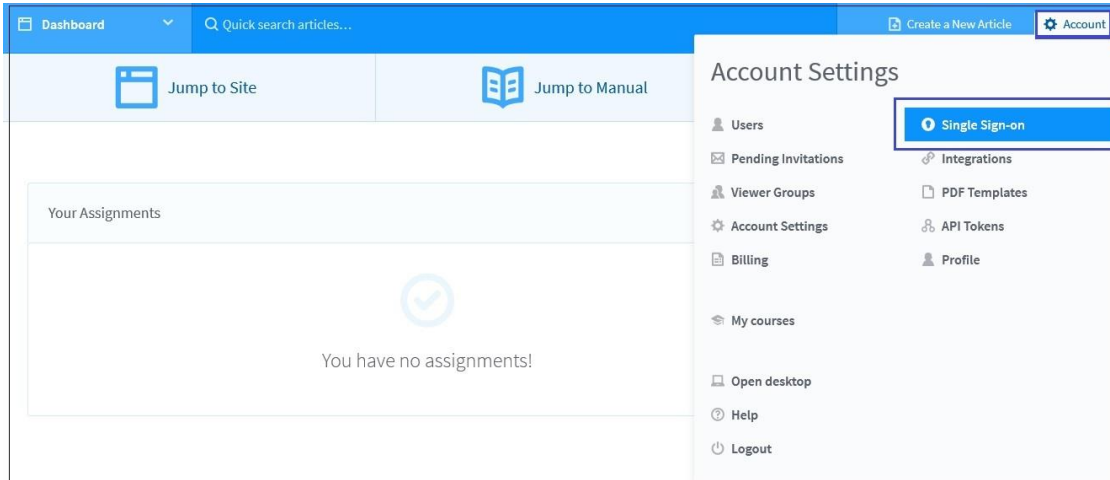 Dashboard
Quick search articles...
Create a New Article
Account
Jump to Site
Jump to Manual
Your Assignments
You have no assignments!
Account Settings
Users
Single Sign-on
Pending Invitations
Integrations
Viewer Groups
PDF Templates
Account Settings
API Tokens
Billing
Profile
My courses
Open desktop
Help
Logout